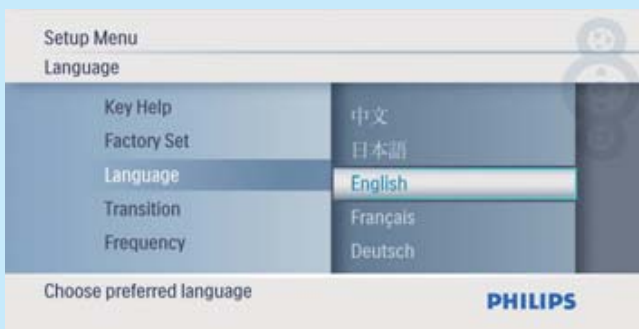 Setup Menu
Language
Key Help
Factory Set
Language
Transition
Frequency
中文
日本語
English
Français
Deutsch
Choose preferred language
PHILIPS